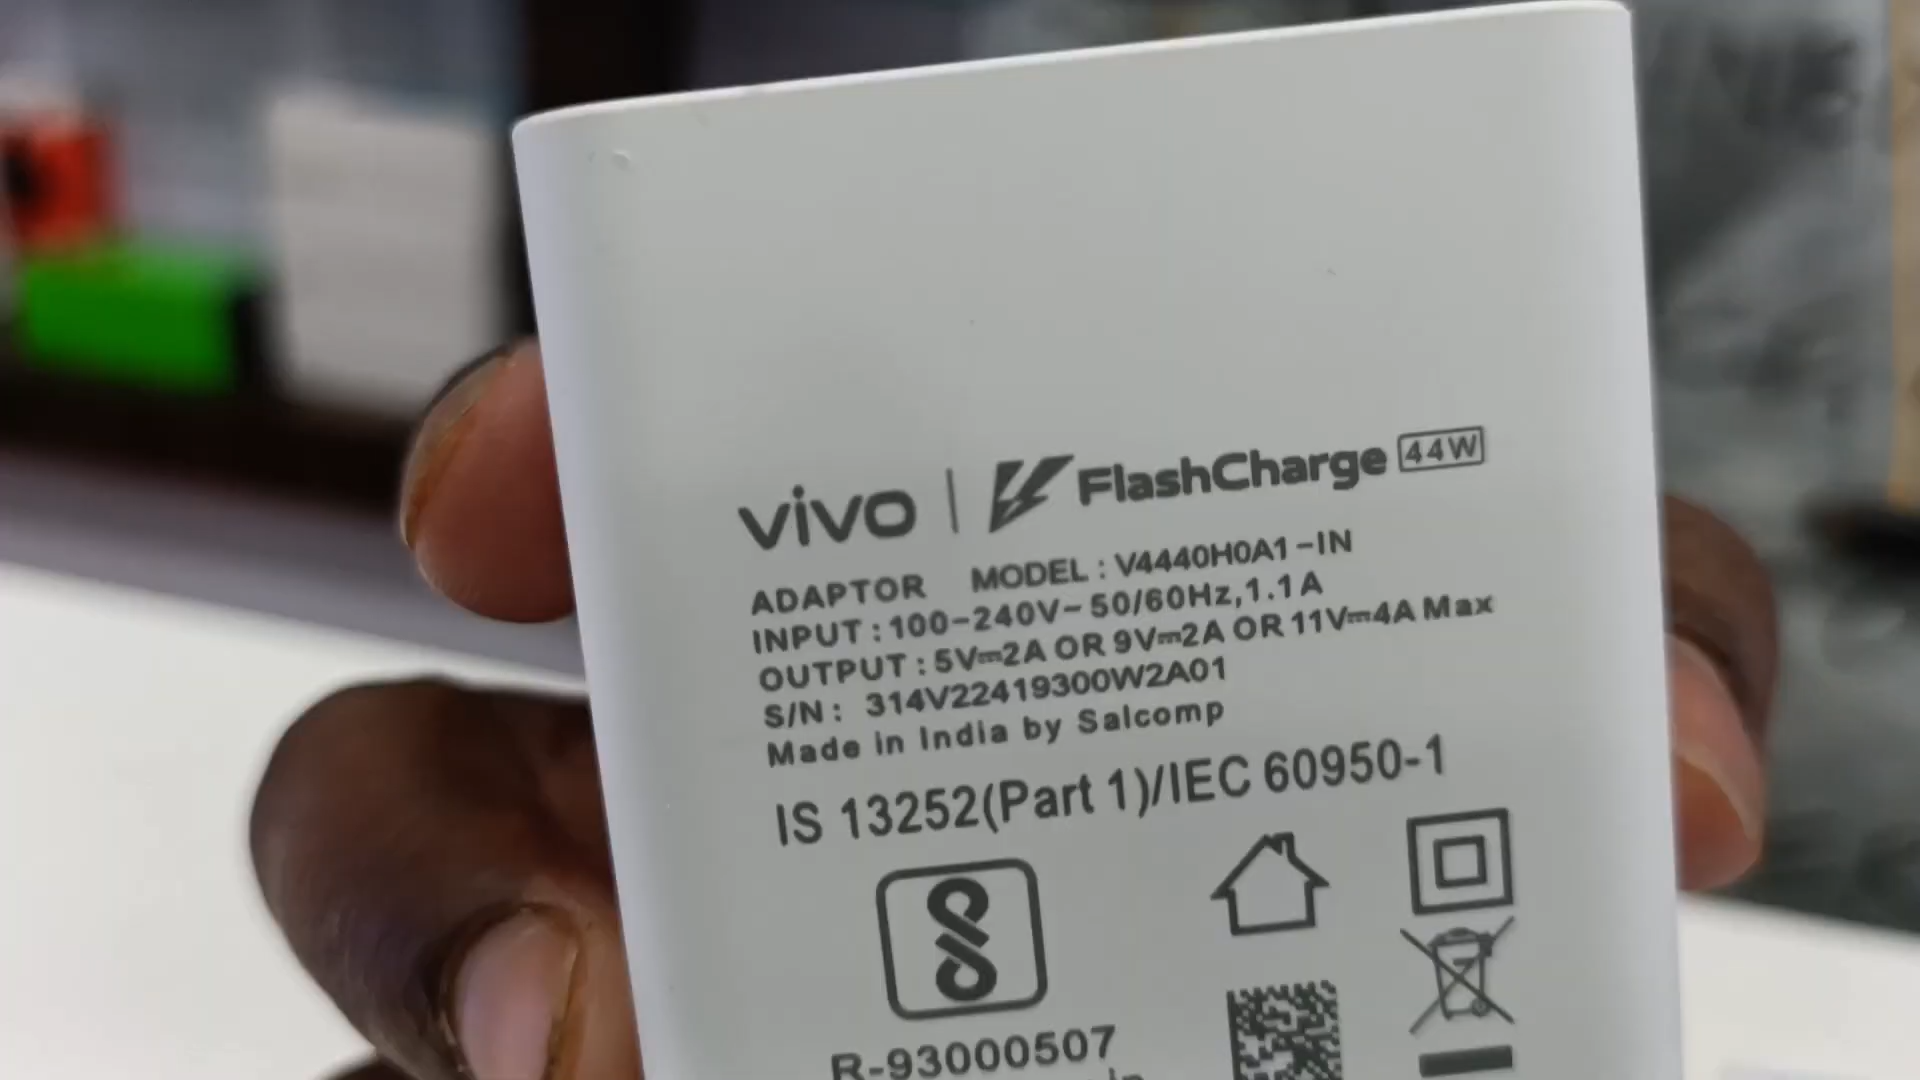 vivo | FlashCharge 44W
ADAPTOR MODEL : V4440H0A1-IN
INPUT : 100-240V~ 50/60Hz,1.1A
OUTPUT : 5V⎓2A OR 9V⎓2A OR 11V⎓4A Max
S/N : 314V22419300W2A01
Made in India by Salcomp
IS 13252(Part 1)/IEC 60950-1
R-93000507